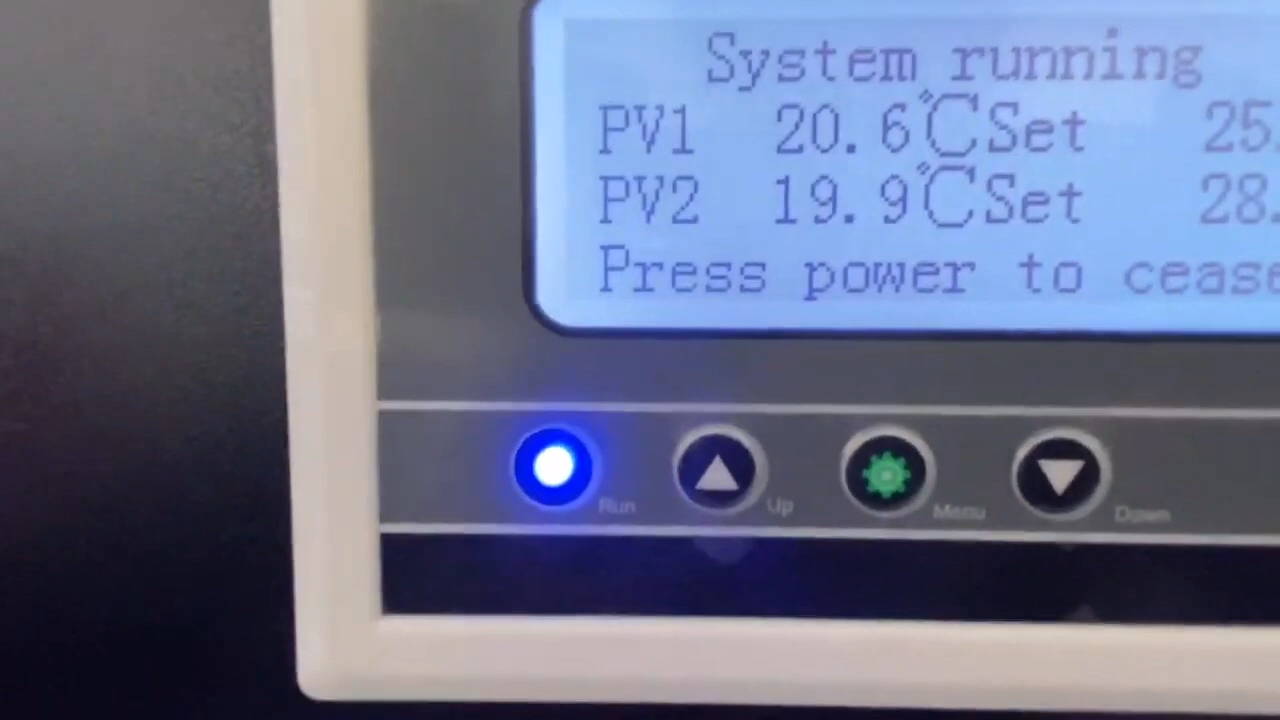 System running
PV1 20.6℃Set 25.
PV2 19.9℃Set 28.
Press power to cease
Run Up Menu Down